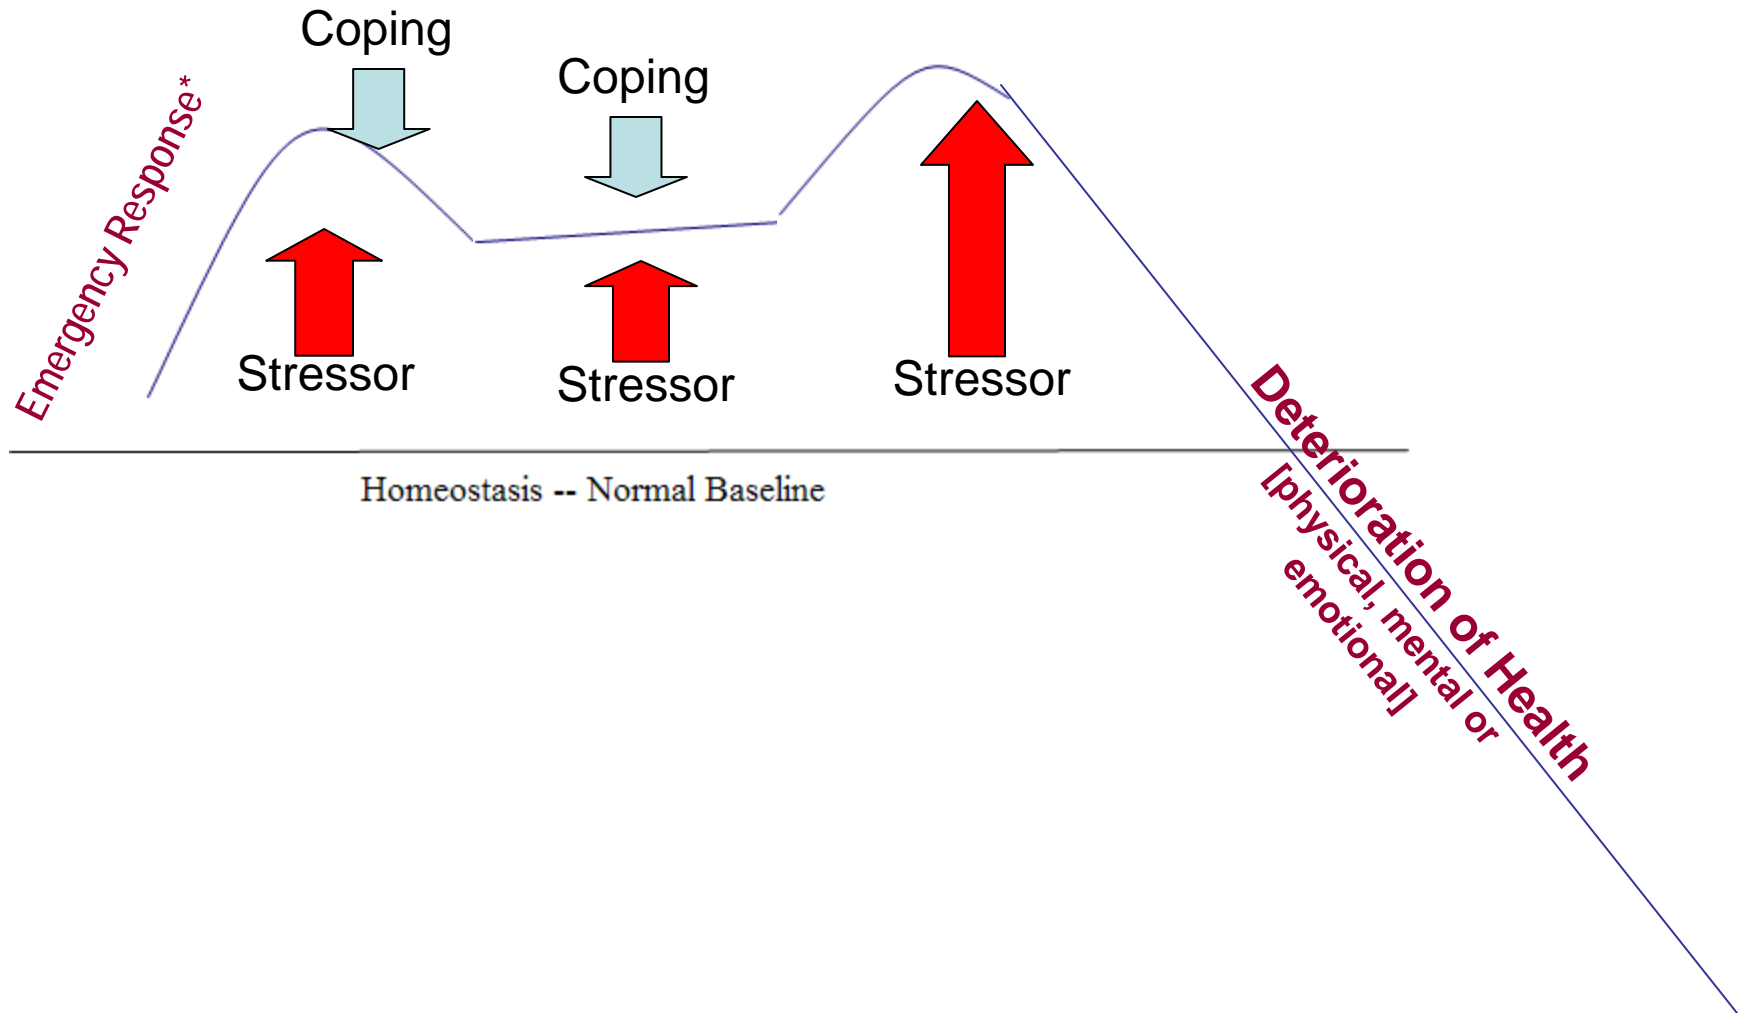 Coping
Coping
Emergency Response*
Stressor
Stressor
Stressor
Homeostasis -- Normal Baseline
Deterioration of Health
[physical, mental or
emotional]